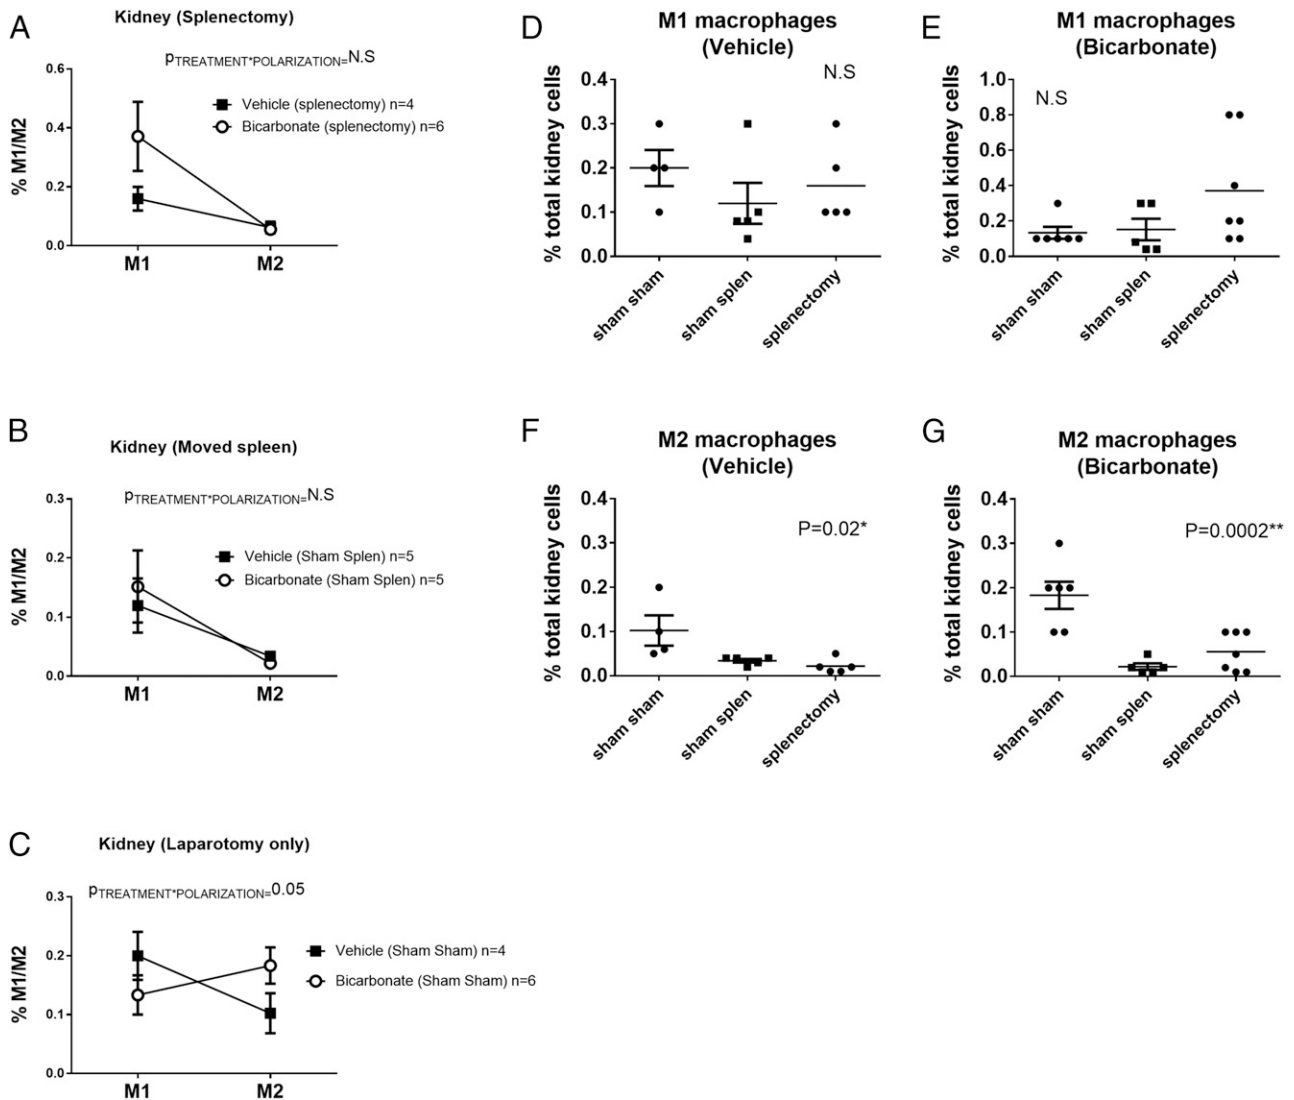 A
Kidney (Splenectomy)
pTREATMENT*POLARIZATION=N.S
Vehicle (splenectomy) n=4
Bicarbonate (splenectomy) n=6
% M1/M2
0.6
0.4
0.2
0.0
M1 M2
B
Kidney (Moved spleen)
pTREATMENT*POLARIZATION=N.S
Vehicle (Sham Splen) n=5
Bicarbonate (Sham Splen) n=5
% M1/M2
0.3
0.2
0.1
0.0
M1 M2
C
Kidney (Laparotomy only)
pTREATMENT*POLARIZATION=0.05
Vehicle (Sham Sham) n=4
Bicarbonate (Sham Sham) n=6
% M1/M2
0.3
0.2
0.1
0.0
M1 M2
D
M1 macrophages
(Vehicle)
N.S
% total kidney cells
0.4
0.3
0.2
0.1
0.0
sham sham
sham splen
splenectomy
E
M1 macrophages
(Bicarbonate)
N.S
% total kidney cells
1.0
0.8
0.6
0.4
0.2
0.0
sham sham
sham splen
splenectomy
F
M2 macrophages
(Vehicle)
P=0.02*
% total kidney cells
0.4
0.3
0.2
0.1
0.0
sham sham
sham splen
splenectomy
G
M2 macrophages
(Bicarbonate)
P=0.0002**
% total kidney cells
0.4
0.3
0.2
0.1
0.0
sham sham
sham splen
splenectomy